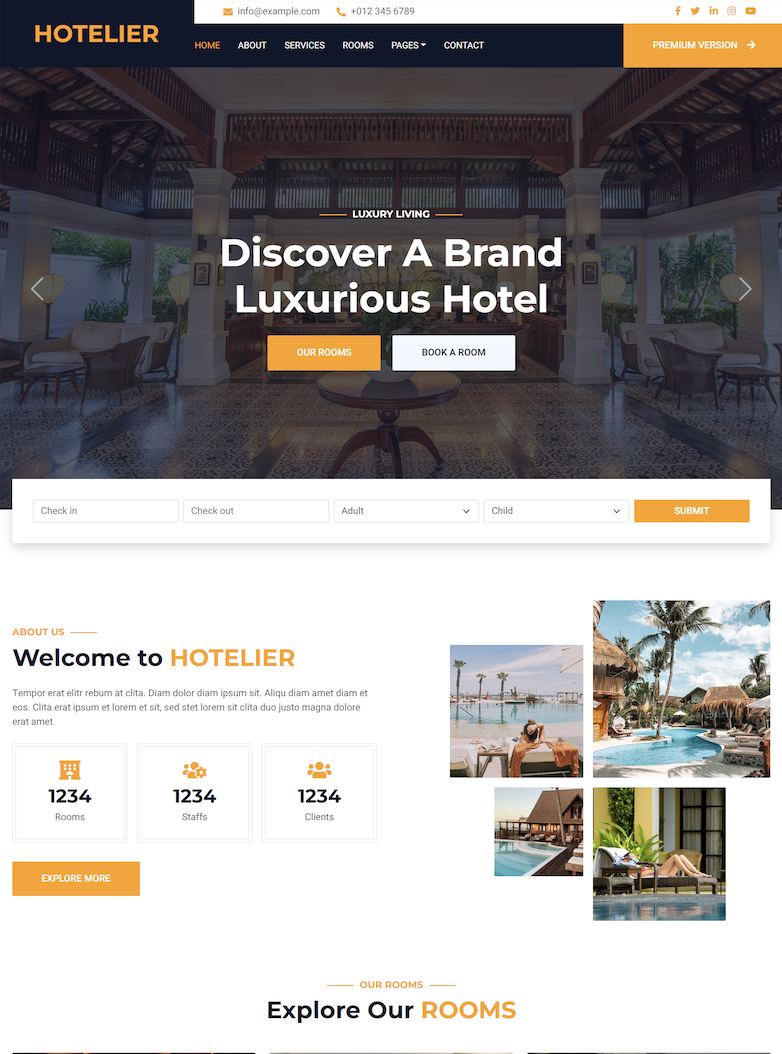 HOTELIER
info@example.com
+012 345 6789
HOME
ABOUT
SERVICES
ROOMS
PAGES
CONTACT
PREMIUM VERSION
LUXURY LIVING
Discover A Brand
Luxurious Hotel
OUR ROOMS
BOOK A ROOM
Check in
Check out
Adult
Child
SUBMIT
ABOUT US
Welcome to HOTELIER
Tempor erat elitr rebum at clita. Diam dolor diam ipsum sit. Aliqu diam amet diam et
eos. Clita erat ipsum et lorem et sit, sed stet lorem sit clita duo justo magna dolore
erat amet
1234
Rooms
1234
Staffs
1234
Clients
EXPLORE MORE
OUR ROOMS
Explore Our ROOMS